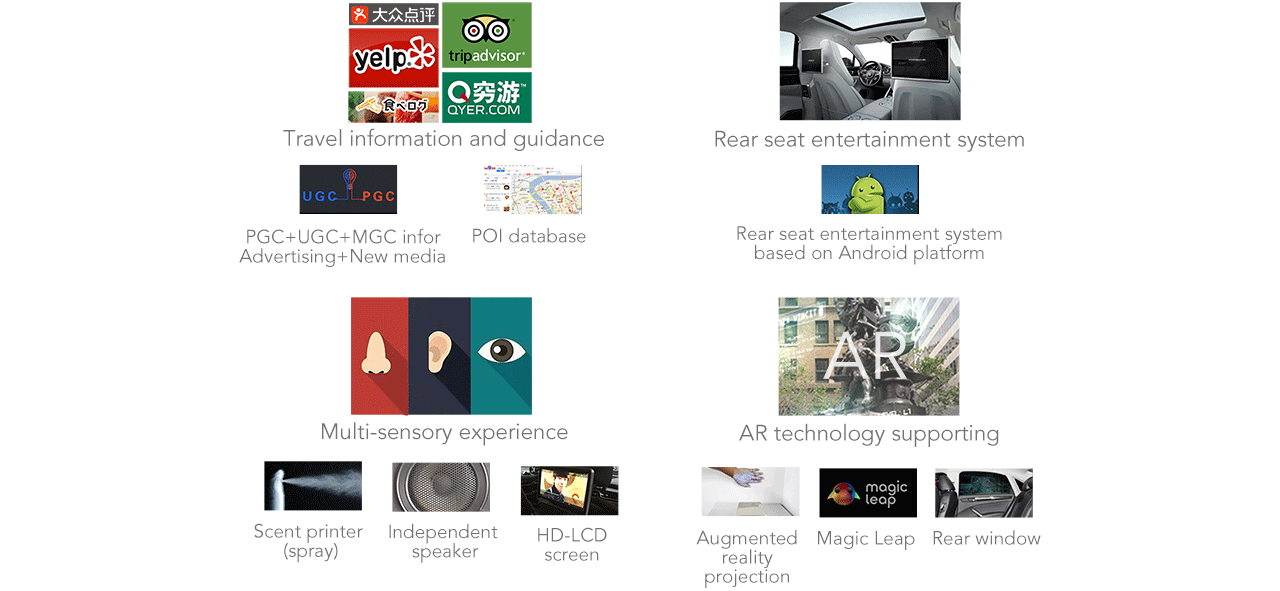 大众点评
yelp
食べログ
tripadvisor®
Q穷游™
QYER.COM
Travel information and guidance
Rear seat entertainment system
UGC PGC
PGC+UGC+MGC infor
Advertising+New media
POI database
Rear seat entertainment system
based on Android platform
AR
Multi-sensory experience
AR technology supporting
magic
leap
Scent printer
(spray)
Independent
speaker
HD-LCD
screen
Augmented
reality
projection
Magic Leap
Rear window